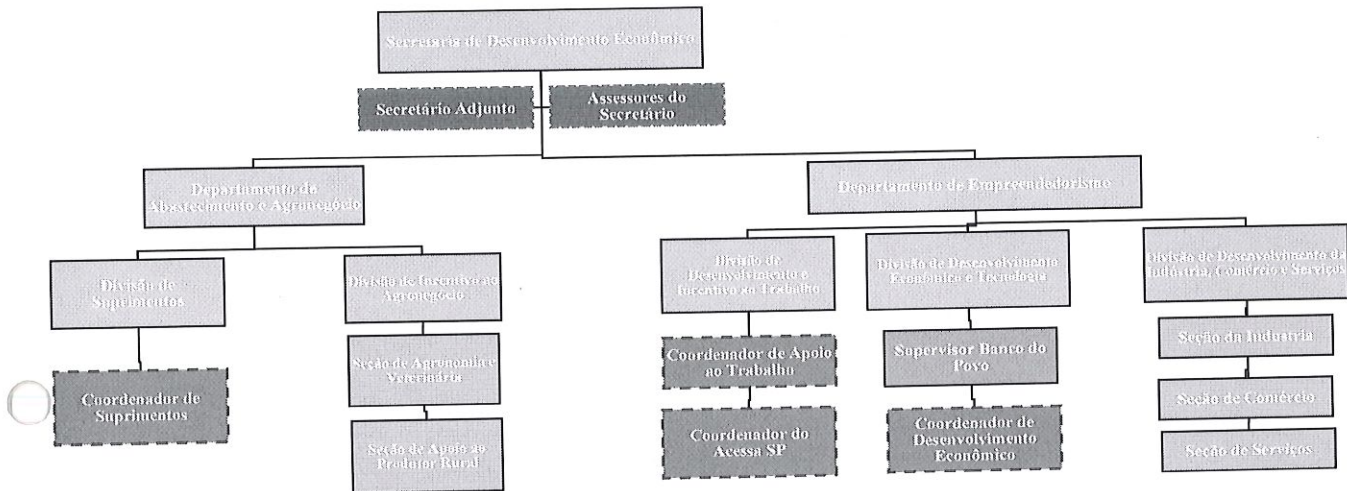 Secretaria de Desenvolvimento Econômico
Secretário Adjunto
Assessores do
Secretário
Departamento de
Abastecimento e Agronegócio
Departamento de Empreendedorismo
Divisão de
Suprimentos
Divisão de Incentivo ao
Agronegócio
Divisão de
Desenvolvimento e
Incentivo ao Trabalho
Divisão de Desenvolvimento
Econômico e Tecnologia
Divisão de Desenvolvimento da
Indústria, Comércio e Serviços
Coordenador de
Suprimentos
Seção de Agronomia e
Veterinária
Seção de Apoio ao
Produtor Rural
Coordenador de Apoio
ao Trabalho
Coordenador do
Acessa SP
Supervisor Banco do
Povo
Coordenador de
Desenvolvimento
Econômico
Seção da Industria
Seção de Comércio
Seção de Serviços